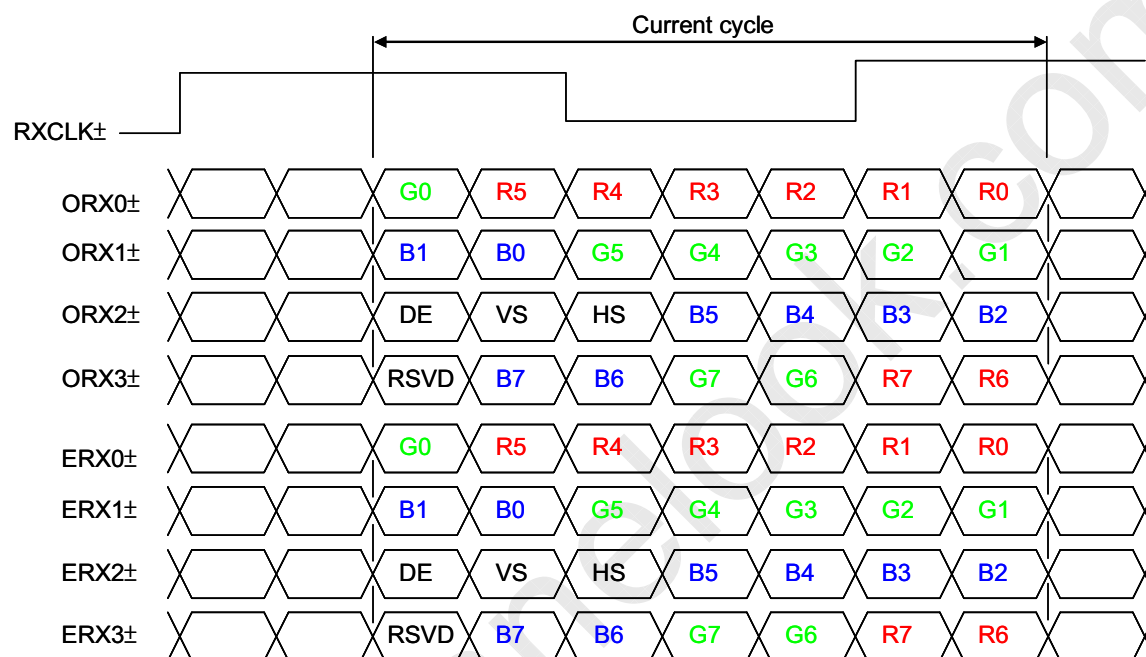 Current cycle
RXCLK±
ORX0± G0 R5 R4 R3 R2 R1 R0
ORX1± B1 B0 G5 G4 G3 G2 G1
ORX2± DE VS HS B5 B4 B3 B2
ORX3± RSVD B7 B6 G7 G6 R7 R6
ERX0± G0 R5 R4 R3 R2 R1 R0
ERX1± B1 B0 G5 G4 G3 G2 G1
ERX2± DE VS HS B5 B4 B3 B2
ERX3± RSVD B7 B6 G7 G6 R7 R6
nelook.com